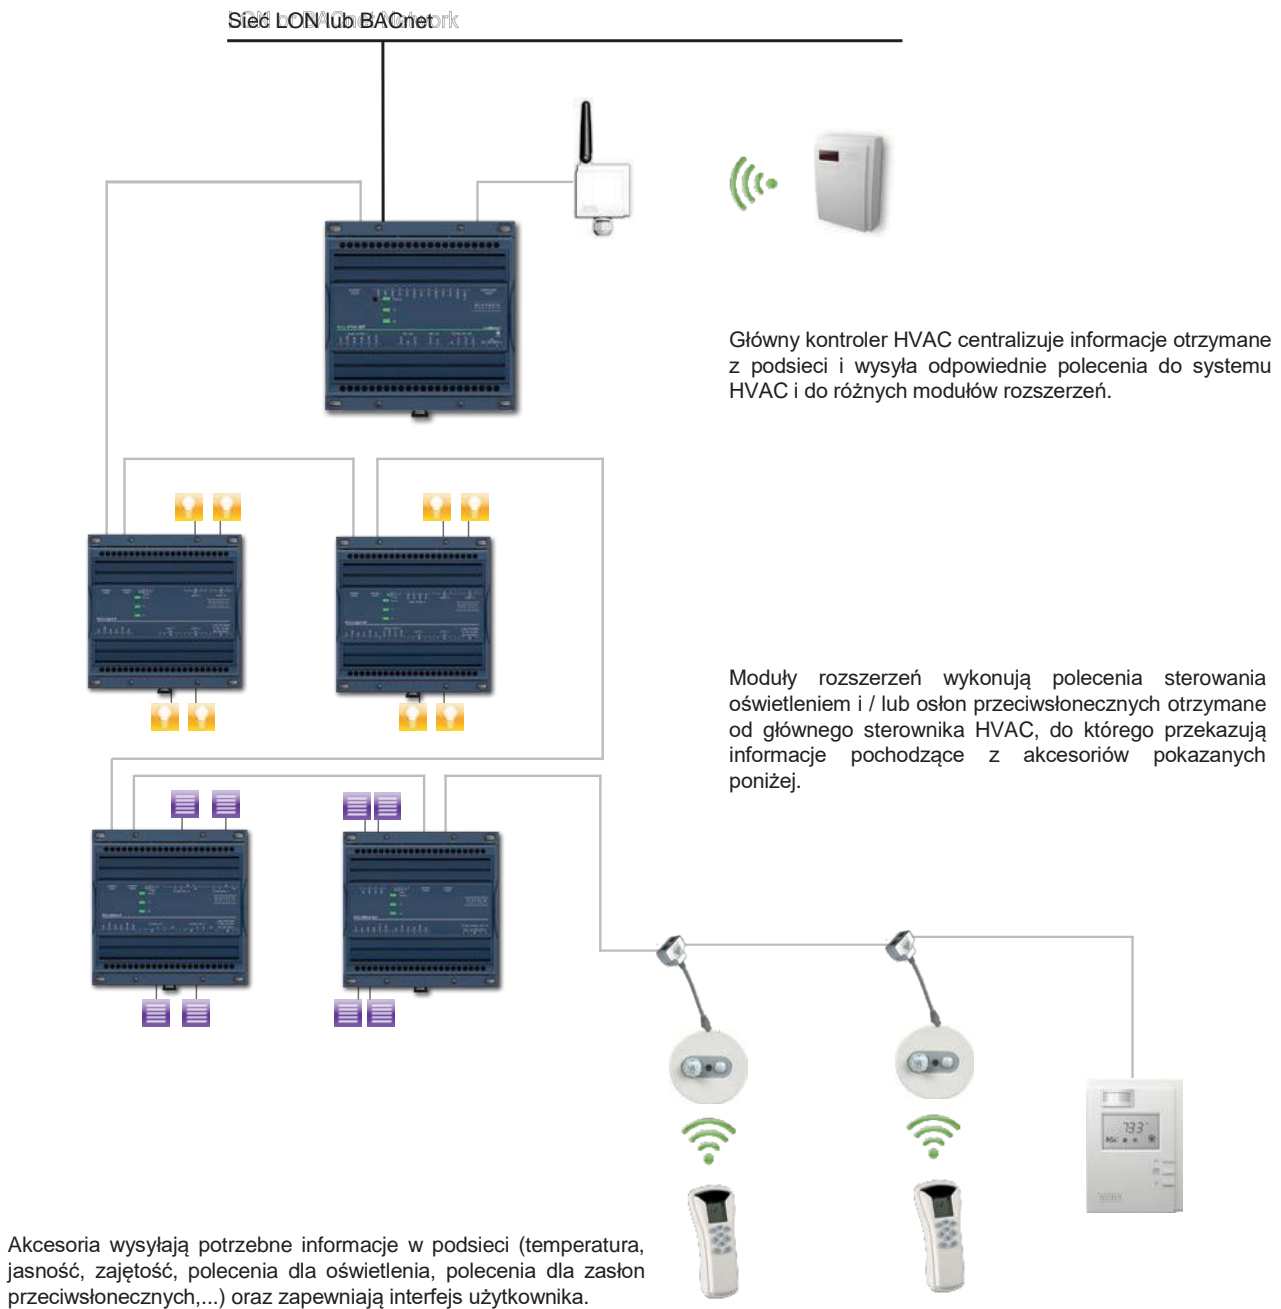 Sieć LON lub BACnet
Główny kontroler HVAC centralizuje informacje otrzymane
z podsieci i wysyła odpowiednie polecenia do systemu
HVAC i do różnych modułów rozszerzeń.
Moduły rozszerzeń wykonują polecenia sterowania
oświetleniem i / lub osłon przeciwsłonecznych otrzymane
od głównego sterownika HVAC, do którego przekazują
informacje pochodzące z akcesoriów pokazanych
poniżej.
73.3°
Akcesoria wysyłają potrzebne informacje w podsieci (temperatura,
jasność, zajętość, polecenia dla oświetlenia, polecenia dla zasłon
przeciwsłonecznych,...) oraz zapewniają interfejs użytkownika.